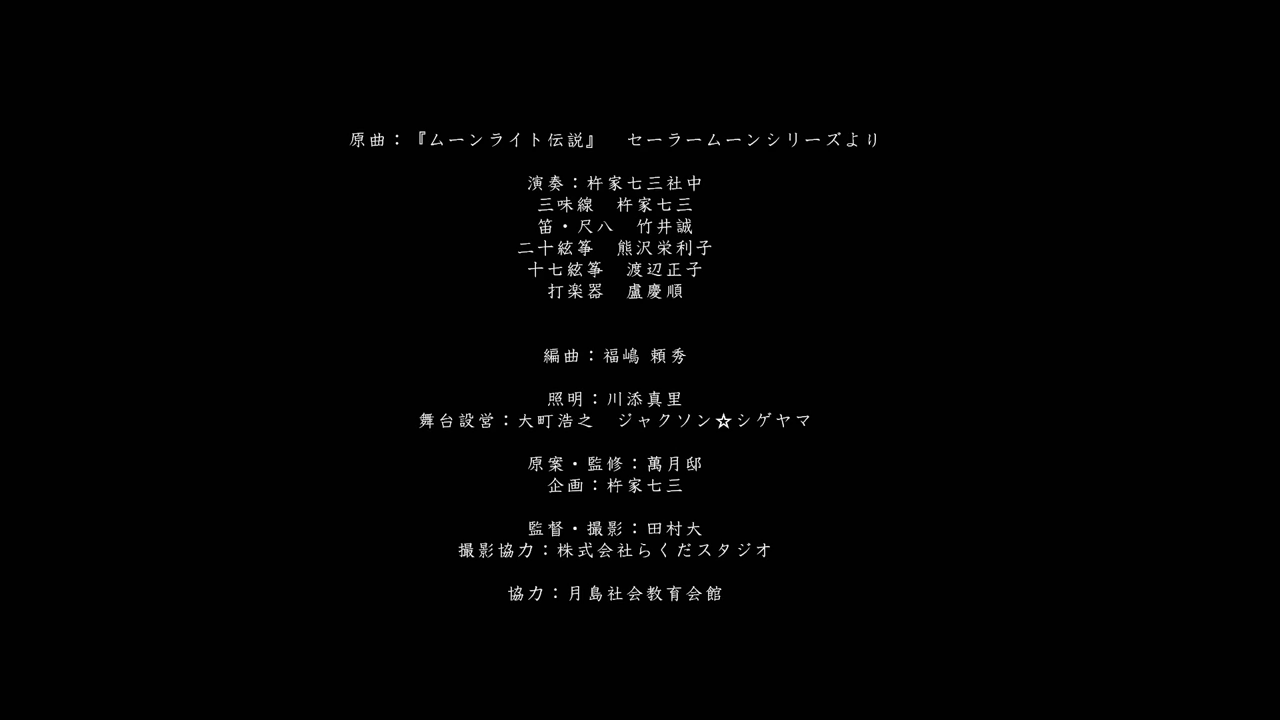 原曲：『ムーンライト伝説』　セーラームーンシリーズより
演奏：杵家七三社中
三味線　杵家七三
笛・尺八　竹井誠
二十絃箏　熊沢栄利子
十七絃箏　渡辺正子
打楽器　盧慶順
編曲：福嶋 頼秀
照明：川添真里
舞台設営：大町浩之　ジャクソン☆シゲヤマ
原案・監修：萬月邸
企画：杵家七三
監督・撮影：田村大
撮影協力：株式会社らくだスタジオ
協力：月島社会教育会館